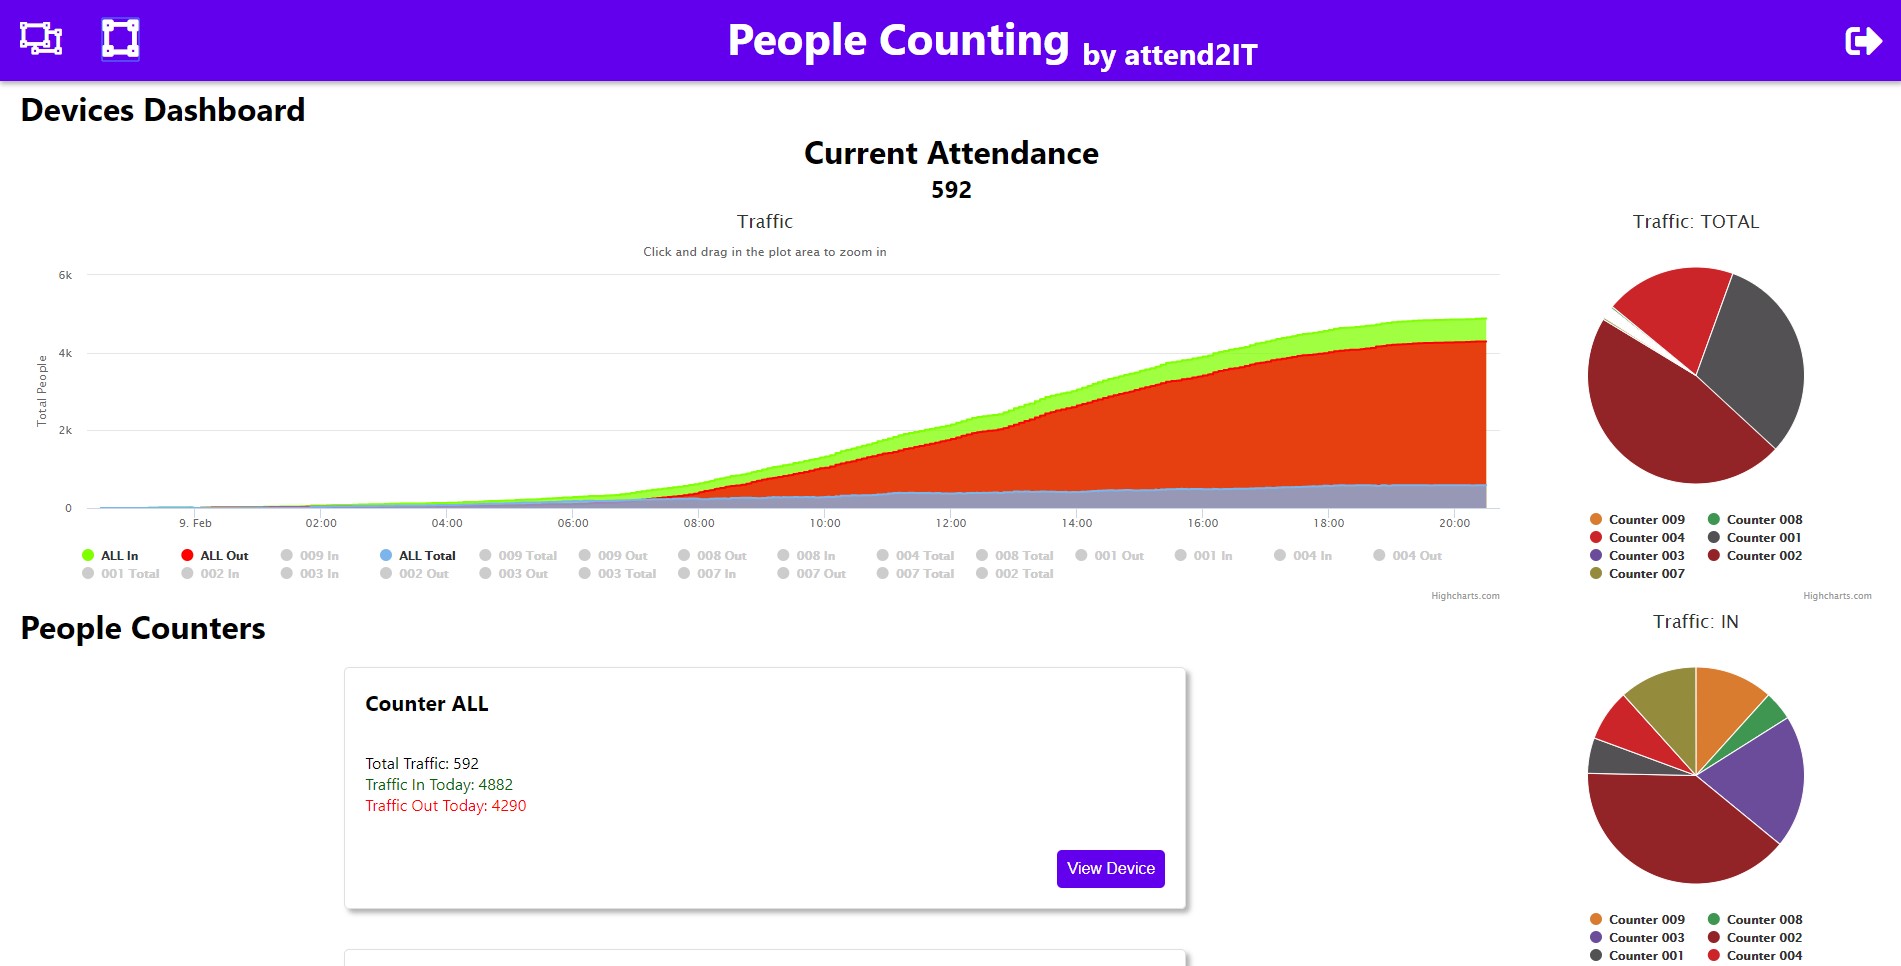 People Counting by attend2IT
Devices Dashboard
Current Attendance
592
Traffic
Click and drag in the plot area to zoom in
Total People
6k
4k
2k
0
9. Feb 02:00 04:00 06:00 08:00 10:00 12:00 14:00 16:00 18:00 20:00
ALL In ALL Out 009 In ALL Total 009 Total 009 Out 008 Out 008 In 004 Total 008 Total 001 Out 001 In 004 In 004 Out
001 Total 002 In 003 In 002 Out 003 Out 003 Total 007 In 007 Out 007 Total 002 Total
Highcharts.com
Traffic: TOTAL
Counter 009 Counter 008
Counter 004 Counter 001
Counter 003 Counter 002
Counter 007
Highcharts.com
People Counters
Counter ALL
Total Traffic: 592
Traffic In Today: 4882
Traffic Out Today: 4290
View Device
Traffic: IN
Counter 009 Counter 008
Counter 003 Counter 002
Counter 001 Counter 004